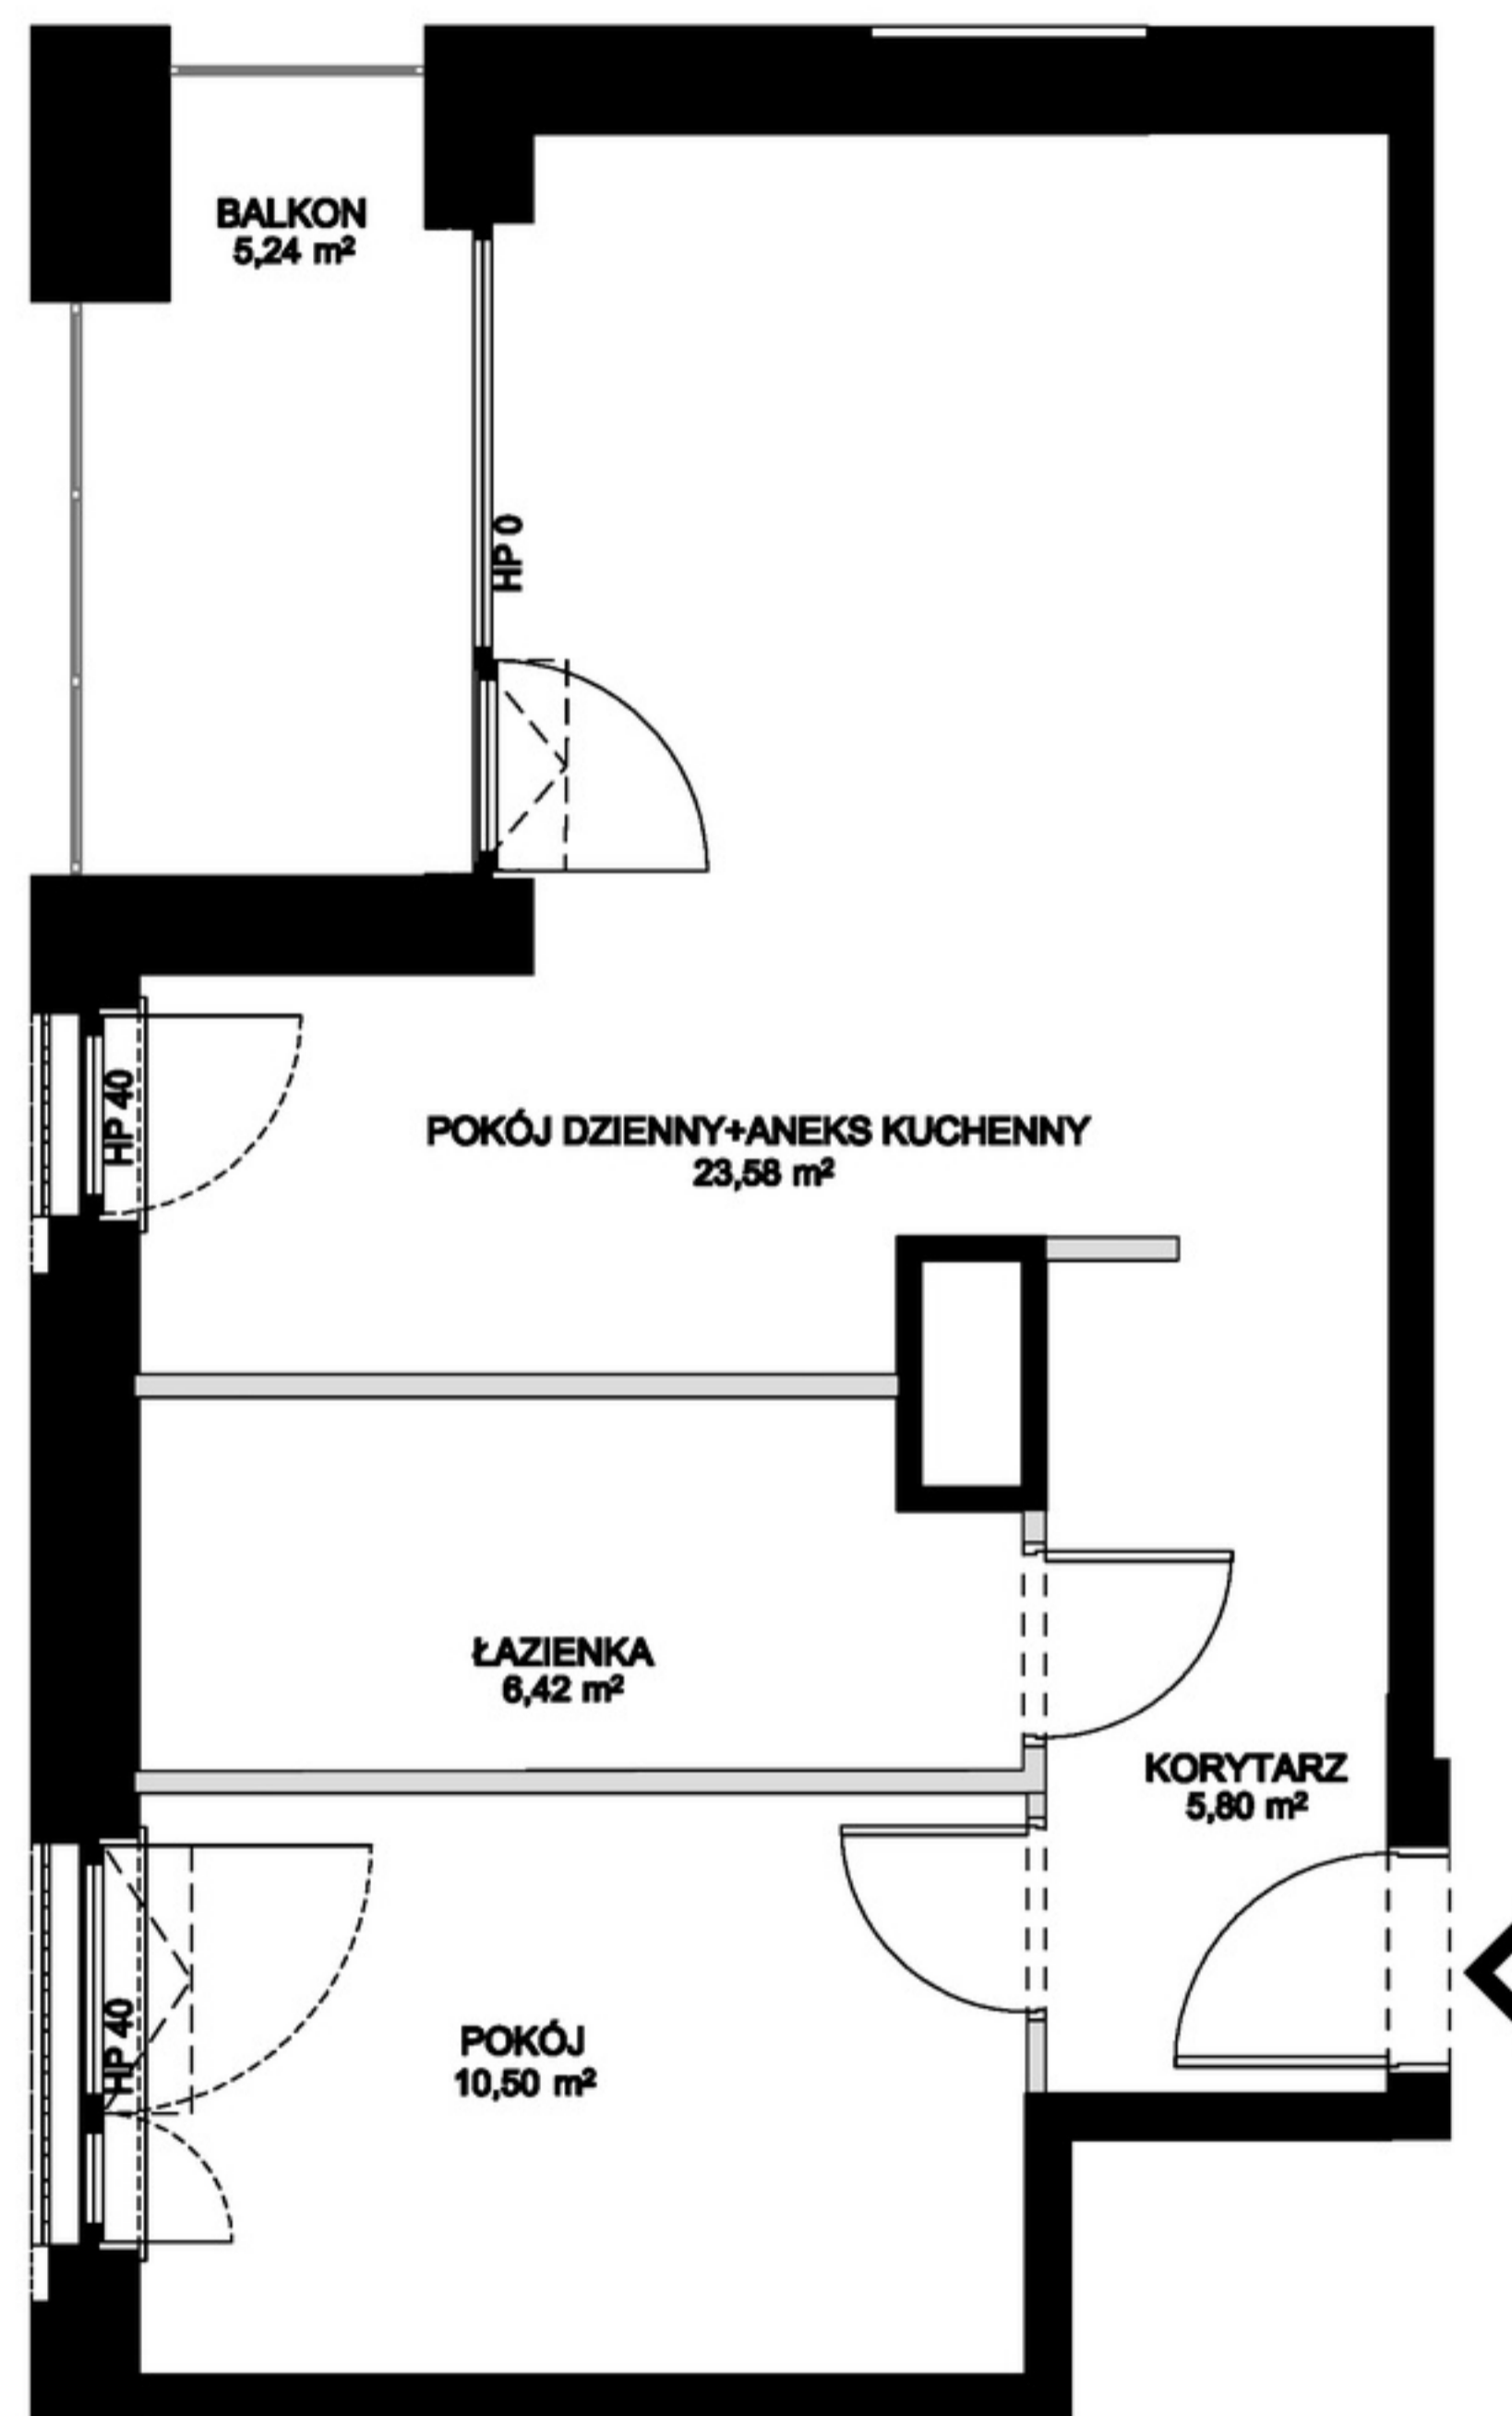 BALKON
5,24 m²
HP 0
HP 40
POKÓJ DZIENNY+ANEKS KUCHENNY
23,58 m²
ŁAZIENKA
6,42 m²
KORYTARZ
5,80 m²
HP 40
POKÓJ
10,50 m²